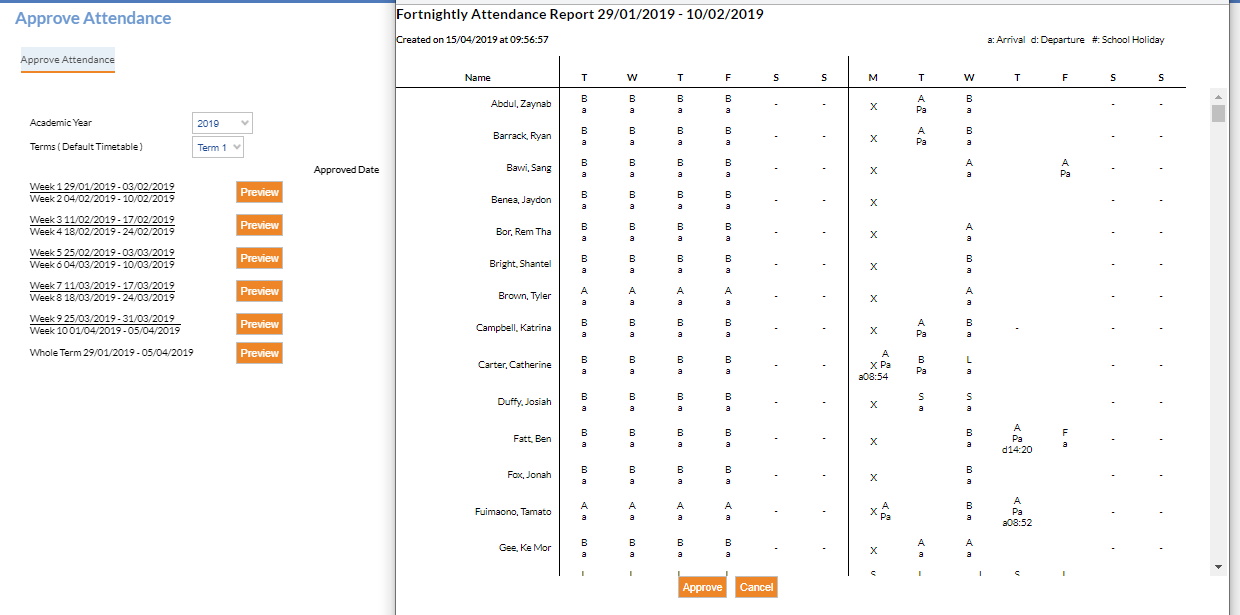 Approve Attendance
Approve Attendance
Academic Year 2019
Terms ( Default Timetable ) Term 1
Approved Date
Week 1 29/01/2019 - 03/02/2019
Week 2 04/02/2019 - 10/02/2019
Preview
Week 3 11/02/2019 - 17/02/2019
Week 4 18/02/2019 - 24/02/2019
Preview
Week 5 25/02/2019 - 03/03/2019
Week 6 04/03/2019 - 10/03/2019
Preview
Week 7 11/03/2019 - 17/03/2019
Week 8 18/03/2019 - 24/03/2019
Preview
Week 9 25/03/2019 - 31/03/2019
Week 10 01/04/2019 - 05/04/2019
Preview
Whole Term 29/01/2019 - 05/04/2019 Preview
Fortnightly Attendance Report 29/01/2019 - 10/02/2019
Created on 15/04/2019 at 09:56:57
a: Arrival d: Departure #: School Holiday
Name T W T F S S M T W T F S S
Abdul, Zaynab B B B B - - X A B - -
a a a a Pa a
Barrack, Ryan B B B B - - X A B - -
a a a a Pa a
Bawi, Sang B B B B - - X A A - -
a a a a a Pa
Benea, Jaydon B B B B - - X - -
a a a a
Bor, Rem Tha B B B B - - X A - -
a a a a a
Bright, Shantel B B B B - - X B - -
a a a a a
Brown, Tyler A A A A - - X A - -
a a a a a
Campbell, Katrina B B B B - - X A B - - -
a a a a Pa a
Carter, Catherine B B B B - - X A B L - -
a a a a Pa Pa a
a08:54
Duffy, Josiah B B B B - - X S S - -
a a a a a a
Fatt, Ben B B B B - - X B A F - -
a a a a a Pa a
d14:20
Fox, Jonah B B B B - - X B - -
a a a a a
Fuimaono, Tamato A A A A - - X A B A - -
a a a a Pa a Pa
a08:52
Gee, Ke Mor B B B B - - X A A - -
a a a a a a
Approve Cancel